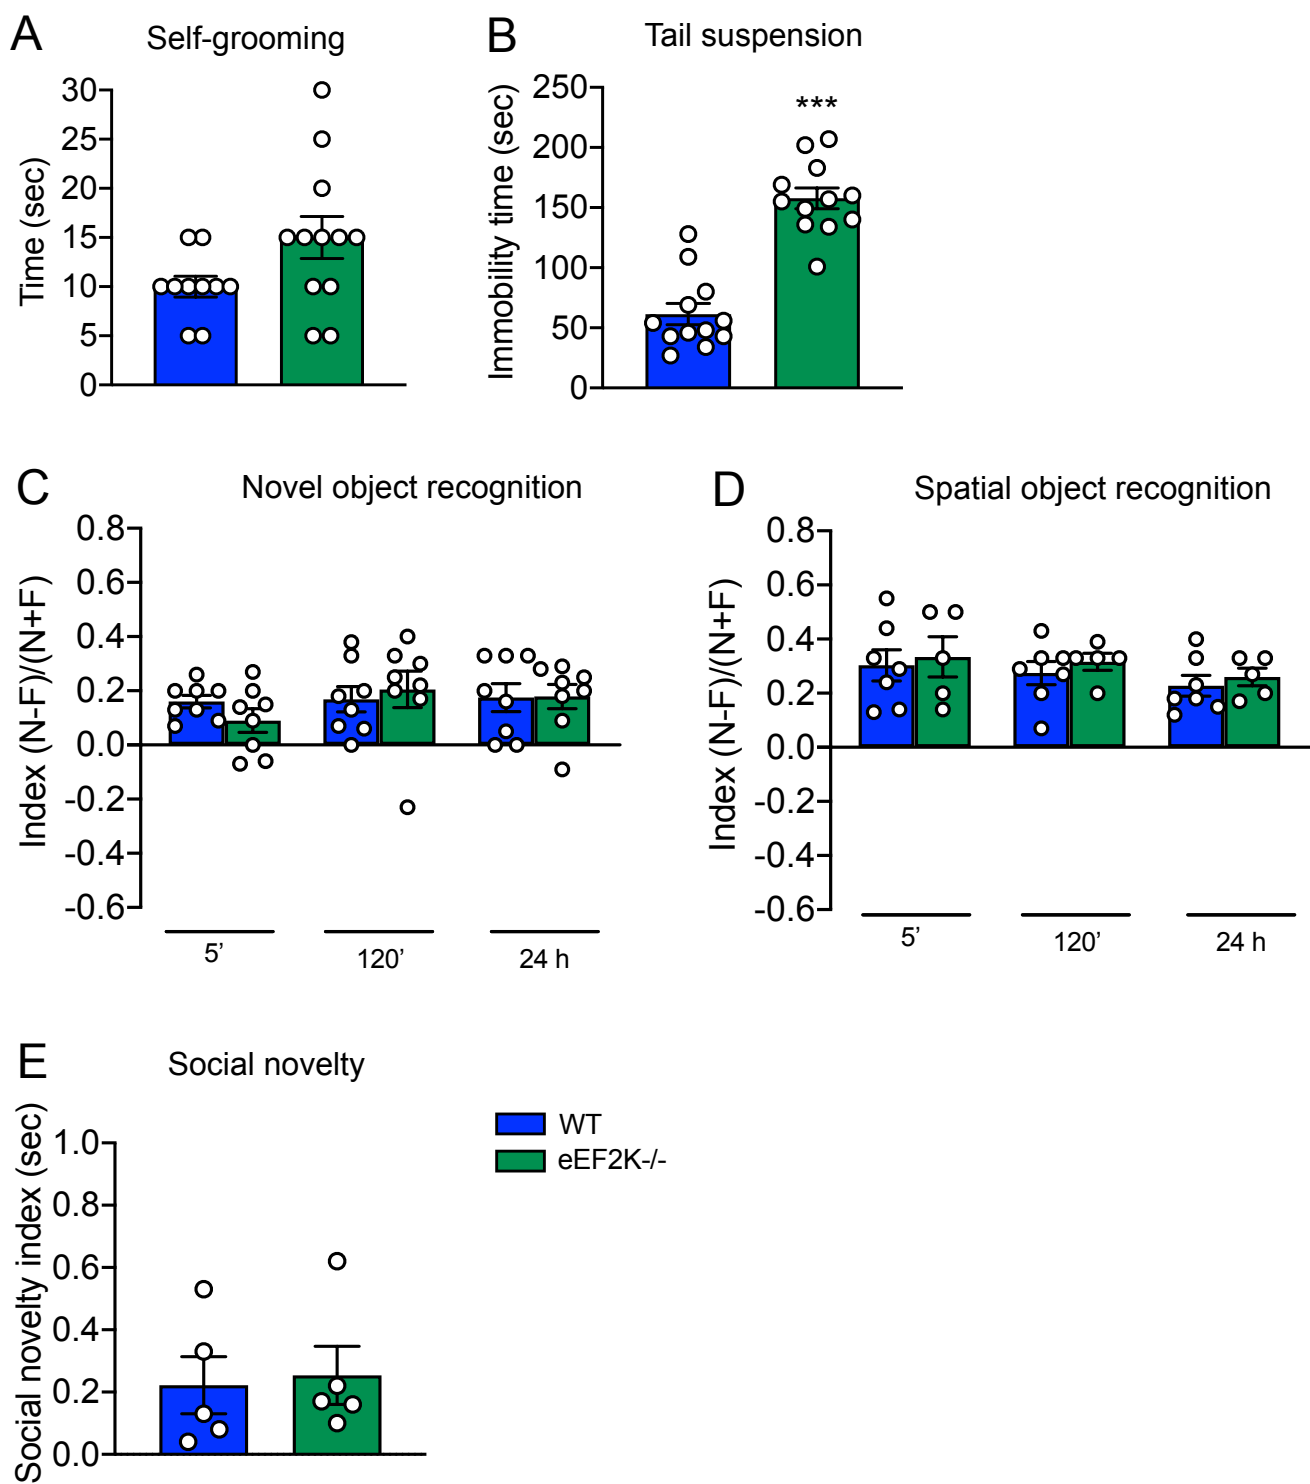 A
Self-grooming
Time (sec)
30
25
20
15
10
5
0
B
Tail suspension
Immobility time (sec)
250
200
150
100
50
0
***
C
Novel object recognition
Index (N-F)/(N+F)
0.8
0.6
0.4
0.2
0.0
-0.2
-0.4
-0.6
5’
120’
24 h
D
Spatial object recognition
Index (N-F)/(N+F)
0.8
0.6
0.4
0.2
0.0
-0.2
-0.4
-0.6
5’
120’
24 h
E
Social novelty
Social novelty index (sec)
1.0
0.8
0.6
0.4
0.2
0.0
WT
eEF2K-/-